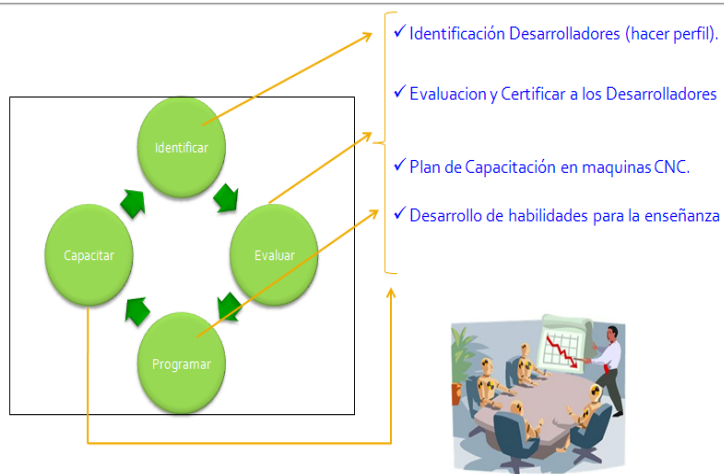 ✓ Identificación Desarrolladores (hacer perfil).
✓ Evaluacion y Certificar a los Desarrolladores
✓ Plan de Capacitación en maquinas CNC.
✓ Desarrollo de habilidades para la enseñanza
Identificar
Capacitar
Evaluar
Programar